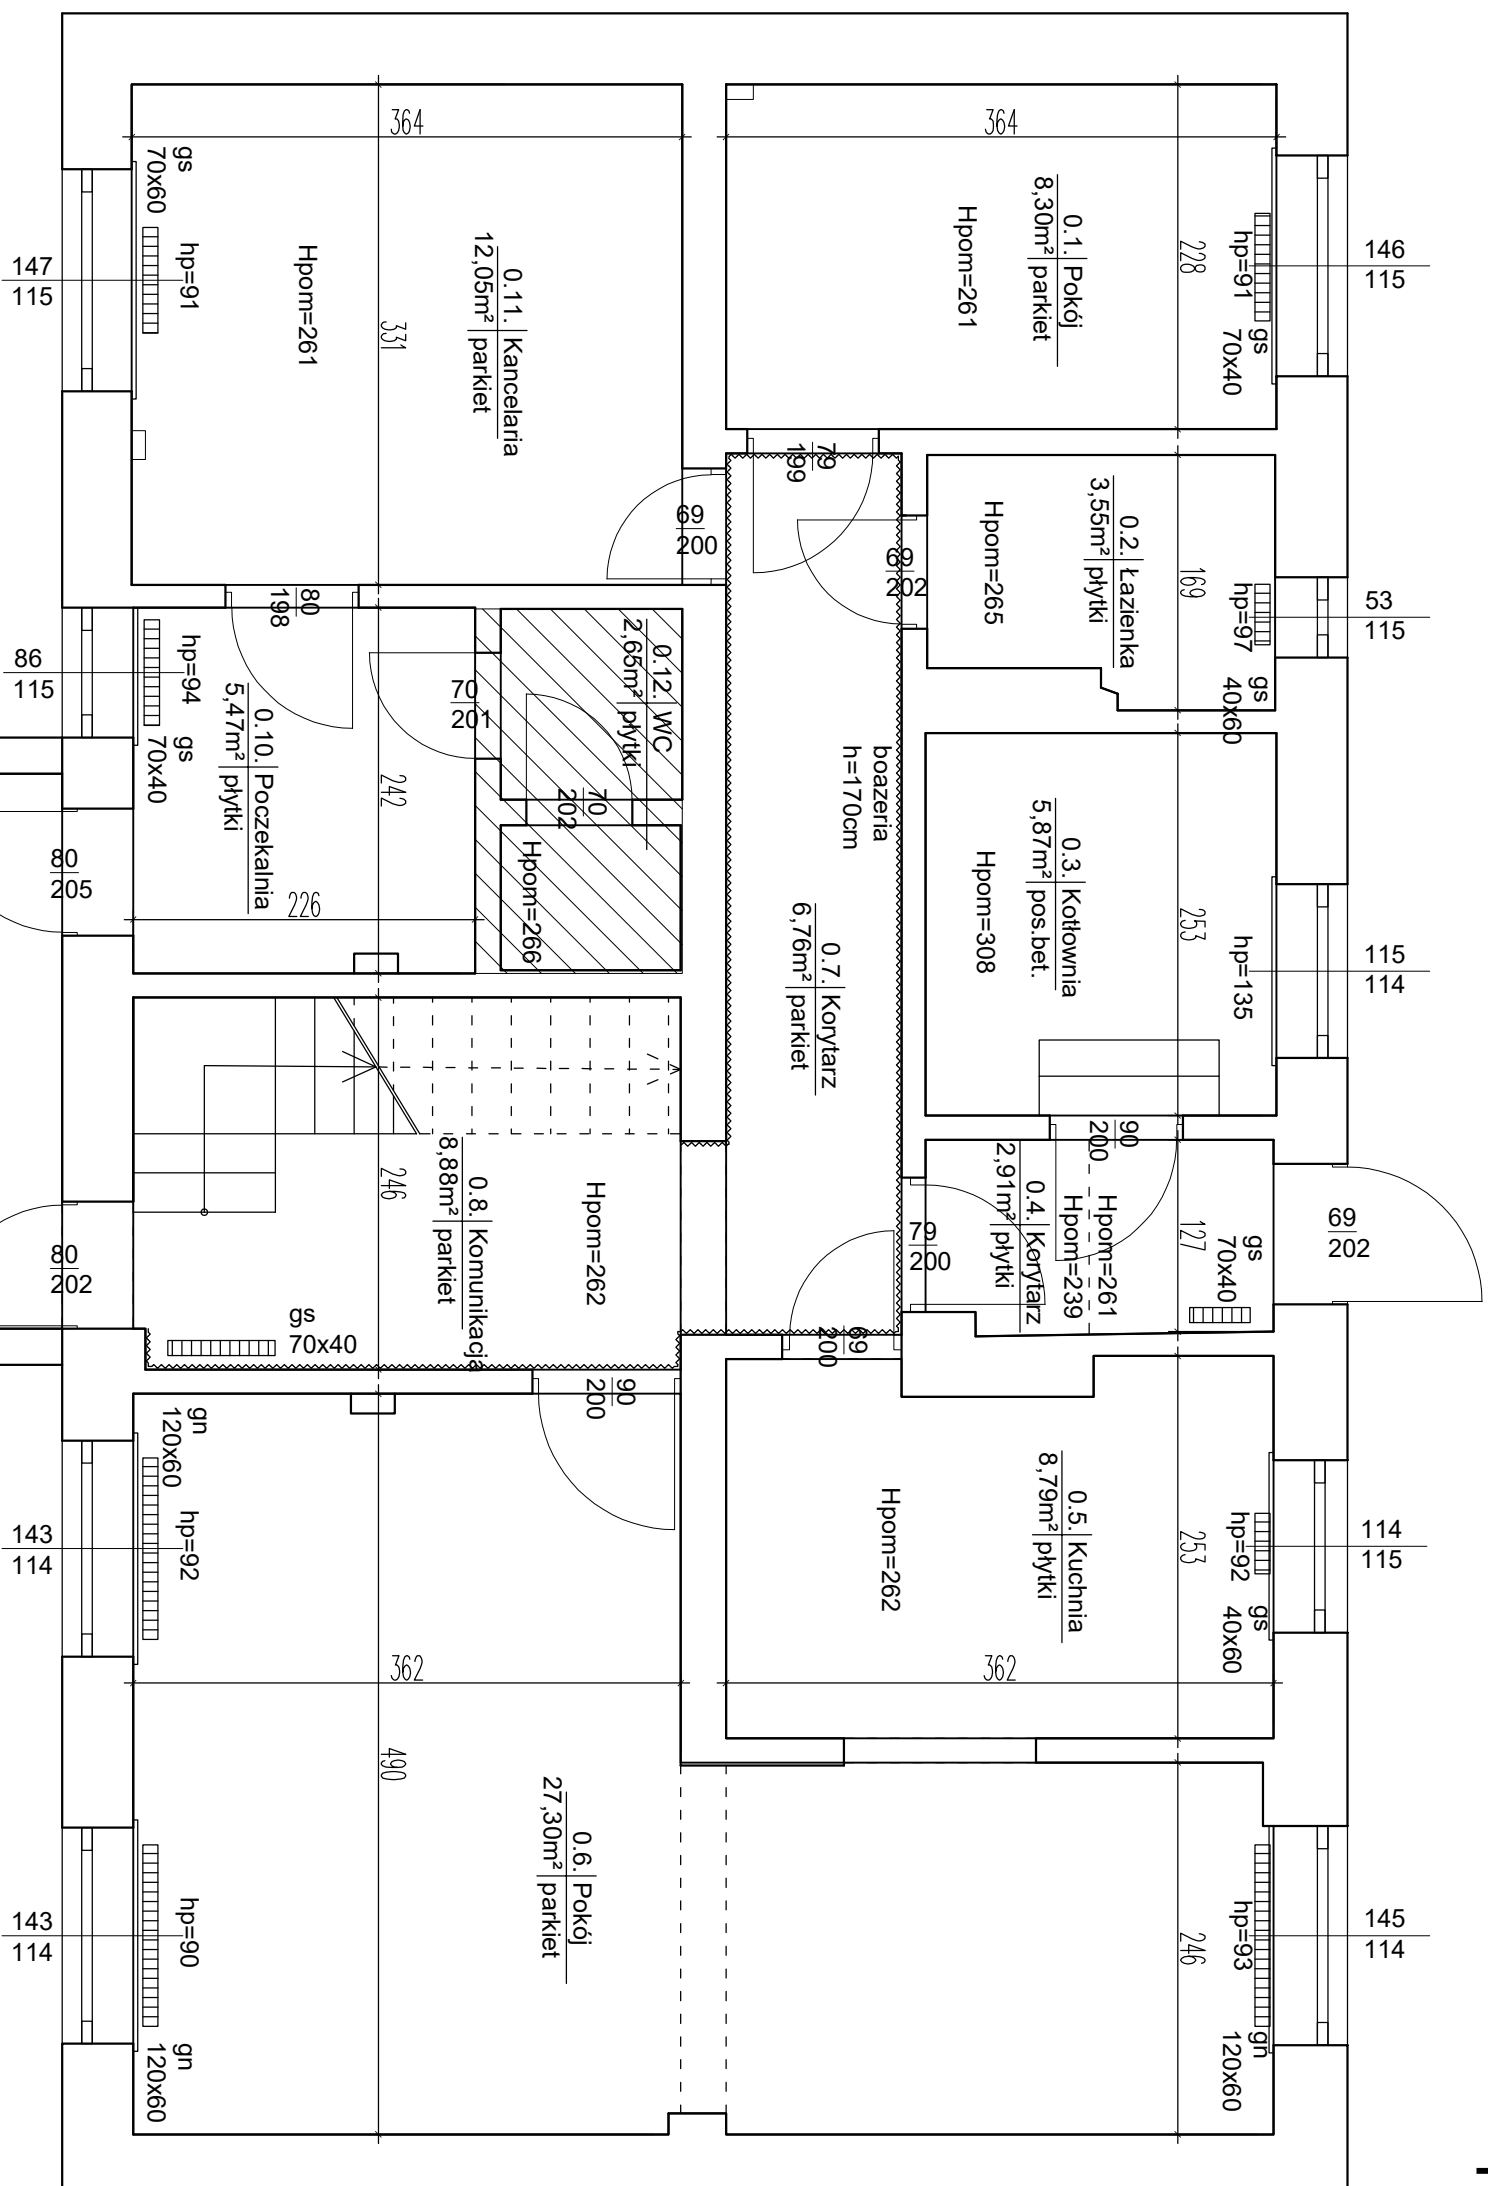 364
364
gs
70x60
hp=91
147
115
Hpom=261
0.11. Kancelaria
12,05m² parkiet
331
0.1. Pokój
8,30m² parkiet
Hpom=261
228
hp=91
gs
70x40
146
115
79
199
69
200
69
202
0.2. Łazienka
3,55m² płytki
Hpom=265
169
hp=97
gs
40x60
53
115
80
198
86
115
hp=94
gs
70x40
0.10. Poczekalnia
5,47m² płytki
242
226
70
201
0.12. WC
2,65m² płytki
70
202
Hpom=266
80
205
boazeria
h=170cm
0.7. Korytarz
6,76m² parkiet
0.3. Kotłownia
5,87m² pos.bet.
Hpom=308
253
hp=135
115
114
90
200
0.4. Korytarz
2,91m² płytki
Hpom=261
Hpom=239
127
gs
70x40
69
202
79
200
69
200
0.8. Komunikacja
8,88m² parkiet
246
Hpom=262
gs
70x40
80
202
90
200
gn
120x60
hp=92
143
114
0.5. Kuchnia
8,79m² płytki
Hpom=262
253
hp=92
gs
40x60
114
115
362
362
490
0.6. Pokój
27,30m² parkiet
hp=90
gn
120x60
143
114
246
hp=93
gn
120x60
145
114